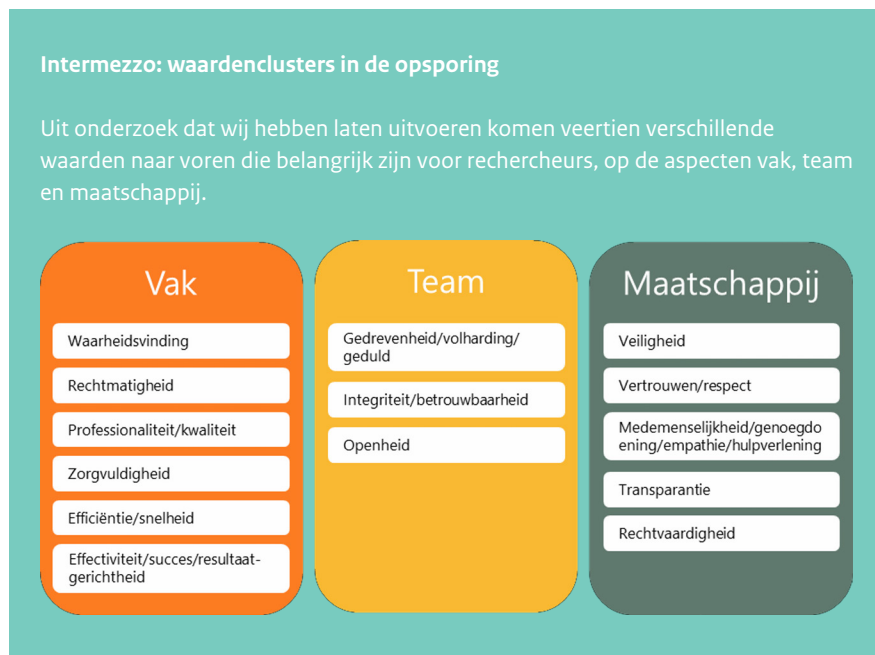 Intermezzo: waardenclusters in de opsporing
Uit onderzoek dat wij hebben laten uitvoeren komen veertien verschillende
waarden naar voren die belangrijk zijn voor rechercheurs, op de aspecten vak, team
en maatschappij.
Vak
Waarheidsvinding
Rechtmatigheid
Professionaliteit/kwaliteit
Zorgvuldigheid
Efficiëntie/snelheid
Effectiviteit/succes/resultaat-
gerichtheid
Team
Gedrevenheid/volharding/
geduld
Integriteit/betrouwbaarheid
Openheid
Maatschappij
Veiligheid
Vertrouwen/respect
Medemenselijkheid/genoegdo
ening/empathie/hulpverlening
Transparantie
Rechtvaardigheid